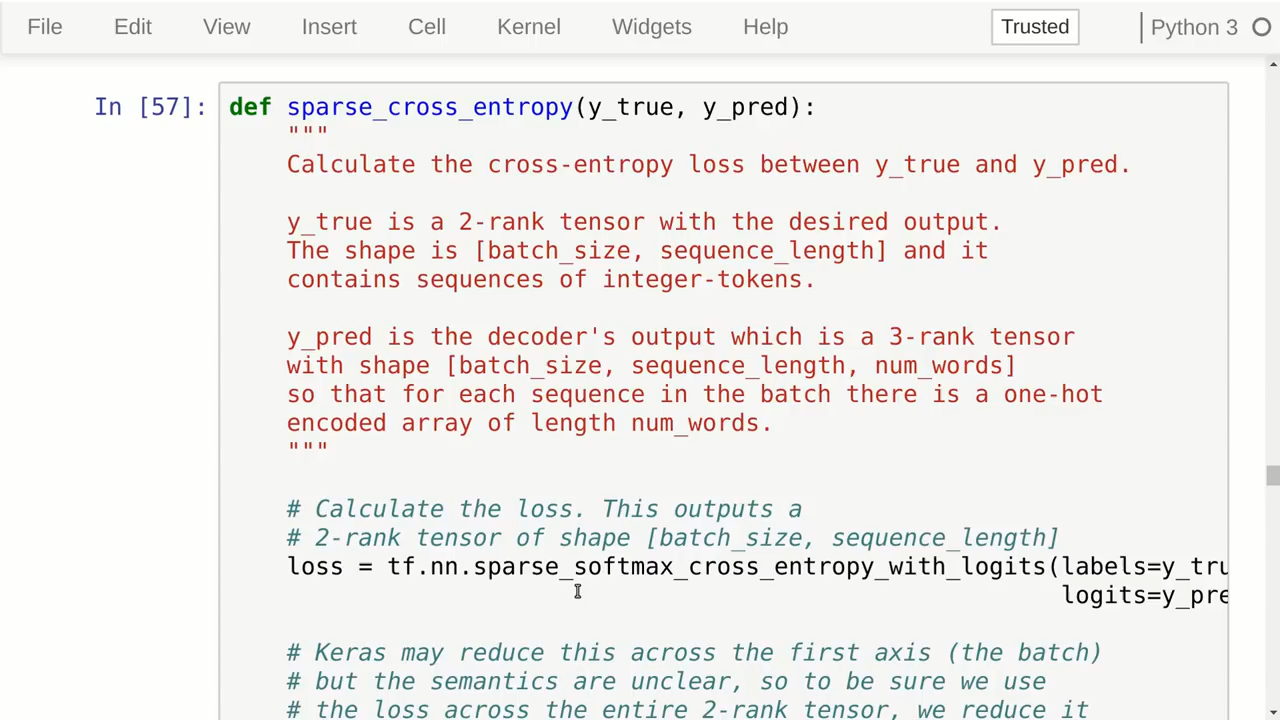 File Edit View Insert Cell Kernel Widgets Help Trusted Python 3
In [57]: def sparse_cross_entropy(y_true, y_pred):
"""
Calculate the cross-entropy loss between y_true and y_pred.
y_true is a 2-rank tensor with the desired output.
The shape is [batch_size, sequence_length] and it
contains sequences of integer-tokens.
y_pred is the decoder's output which is a 3-rank tensor
with shape [batch_size, sequence_length, num_words]
so that for each sequence in the batch there is a one-hot
encoded array of length num_words.
"""
# Calculate the loss. This outputs a
# 2-rank tensor of shape [batch_size, sequence_length]
loss = tf.nn.sparse_softmax_cross_entropy_with_logits(labels=y_tru
logits=y_pre
# Keras may reduce this across the first axis (the batch)
# but the semantics are unclear, so to be sure we use
# the loss across the entire 2-rank tensor, we reduce it